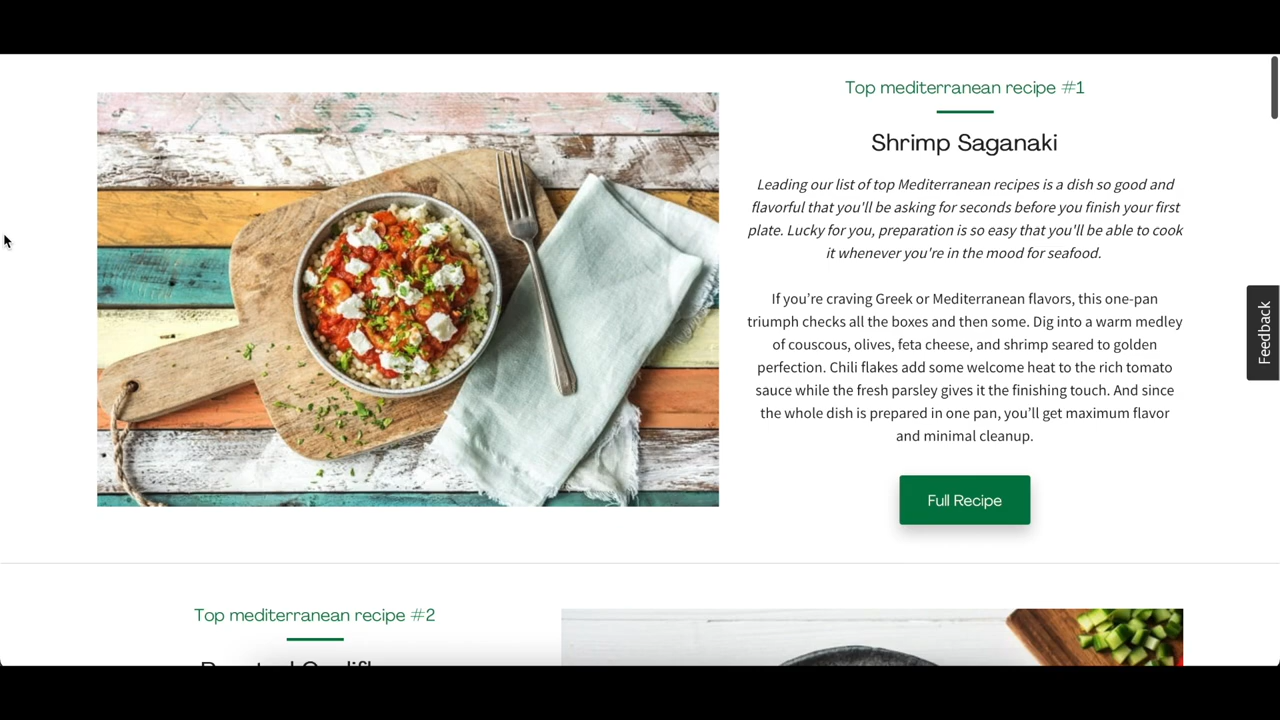 Top mediterranean recipe #1
Shrimp Saganaki
Leading our list of top Mediterranean recipes is a dish so good and
flavorful that you'll be asking for seconds before you finish your first
plate. Lucky for you, preparation is so easy that you'll be able to cook
it whenever you're in the mood for seafood.
If you’re craving Greek or Mediterranean flavors, this one-pan
triumph checks all the boxes and then some. Dig into a warm medley
of couscous, olives, feta cheese, and shrimp seared to golden
perfection. Chili flakes add some welcome heat to the rich tomato
sauce while the fresh parsley gives it the finishing touch. And since
the whole dish is prepared in one pan, you’ll get maximum flavor
and minimal cleanup.
Full Recipe
Feedback
Top mediterranean recipe #2